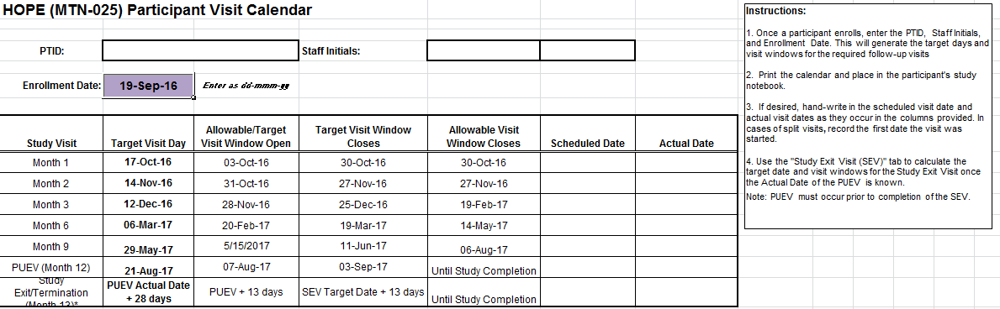 HOPE (MTN-025) Participant Visit Calendar
PTID: Staff Initials:
Enrollment Date: 19-Sep-16 Enter as dd-mmm-yy
Study Visit Target Visit Day Allowable/Target Visit Window Open Target Visit Window Closes Allowable Visit Window Closes Scheduled Date Actual Date
Month 1 17-Oct-16 03-Oct-16 30-Oct-16 30-Oct-16
Month 2 14-Nov-16 31-Oct-16 27-Nov-16 27-Nov-16
Month 3 12-Dec-16 28-Nov-16 25-Dec-16 19-Feb-17
Month 6 06-Mar-17 20-Feb-17 19-Mar-17 14-May-17
Month 9 29-May-17 5/15/2017 11-Jun-17 06-Aug-17
PUEV (Month 12) 21-Aug-17 07-Aug-17 03-Sep-17 Until Study Completion
Study Exit/Termination (Month 13)* PUEV Actual Date + 28 days PUEV + 13 days SEV Target Date + 13 days Until Study Completion
Instructions:
1. Once a participant enrolls, enter the PTID, Staff Initials,
and Enrollment Date. This will generate the target days and
visit windows for the required follow-up visits
2. Print the calendar and place in the participant's study
notebook.
3. If desired, hand-write in the scheduled visit date and
actual visit dates as they occur in the columns provided. In
cases of split visits, record the first date the visit was
started.
4. Use the "Study Exit Visit (SEV)" tab to calculate the
target date and visit windows for the Study Exit Visit once
the Actual Date of the PUEV is known.
Note: PUEV must occur prior to completion of the SEV.